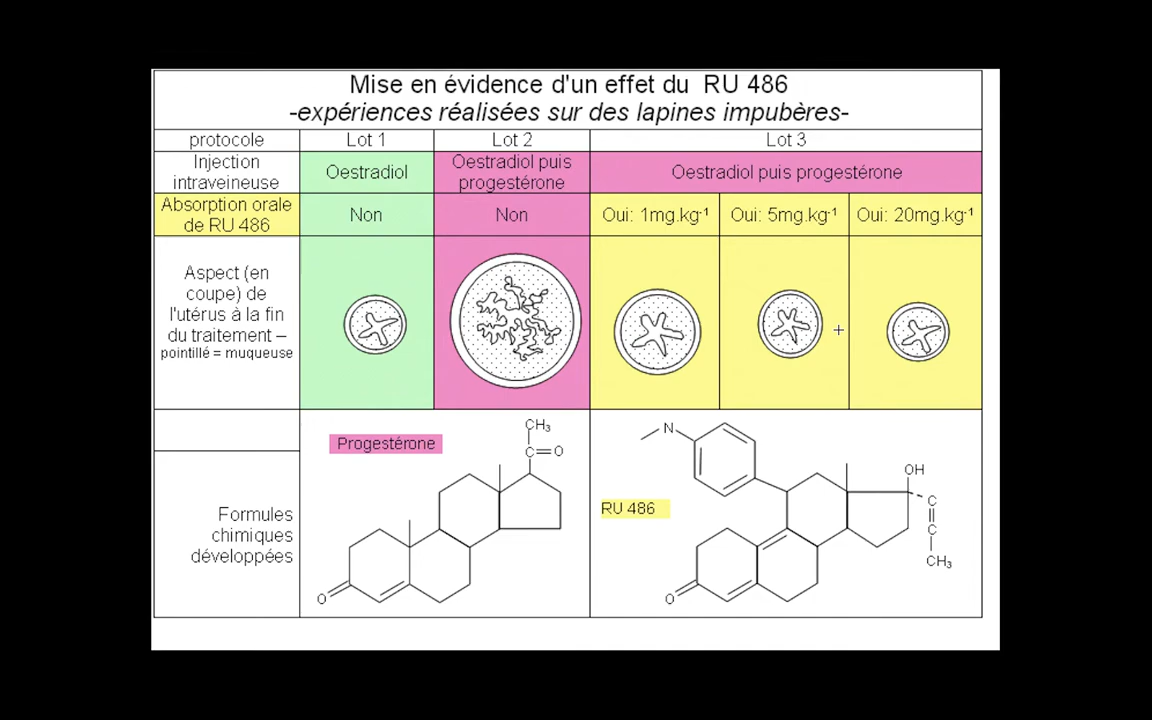 Mise en évidence d'un effet du RU 486
-expériences réalisées sur des lapines impubères-
protocole
Lot 1
Lot 2
Lot 3
Injection
intraveineuse
Oestradiol
Oestradiol puis
progestérone
Oestradiol puis progestérone
Absorption orale
de RU 486
Non
Non
Oui: 1mg.kg-1
Oui: 5mg.kg-1
Oui: 20mg.kg-1
Aspect (en
coupe) de
l'utérus à la fin
du traitement –
pointillé = muqueuse
+
Formules
chimiques
développées
Progestérone
CH3
C=O
O
RU 486
N
OH
C
C
CH3
O